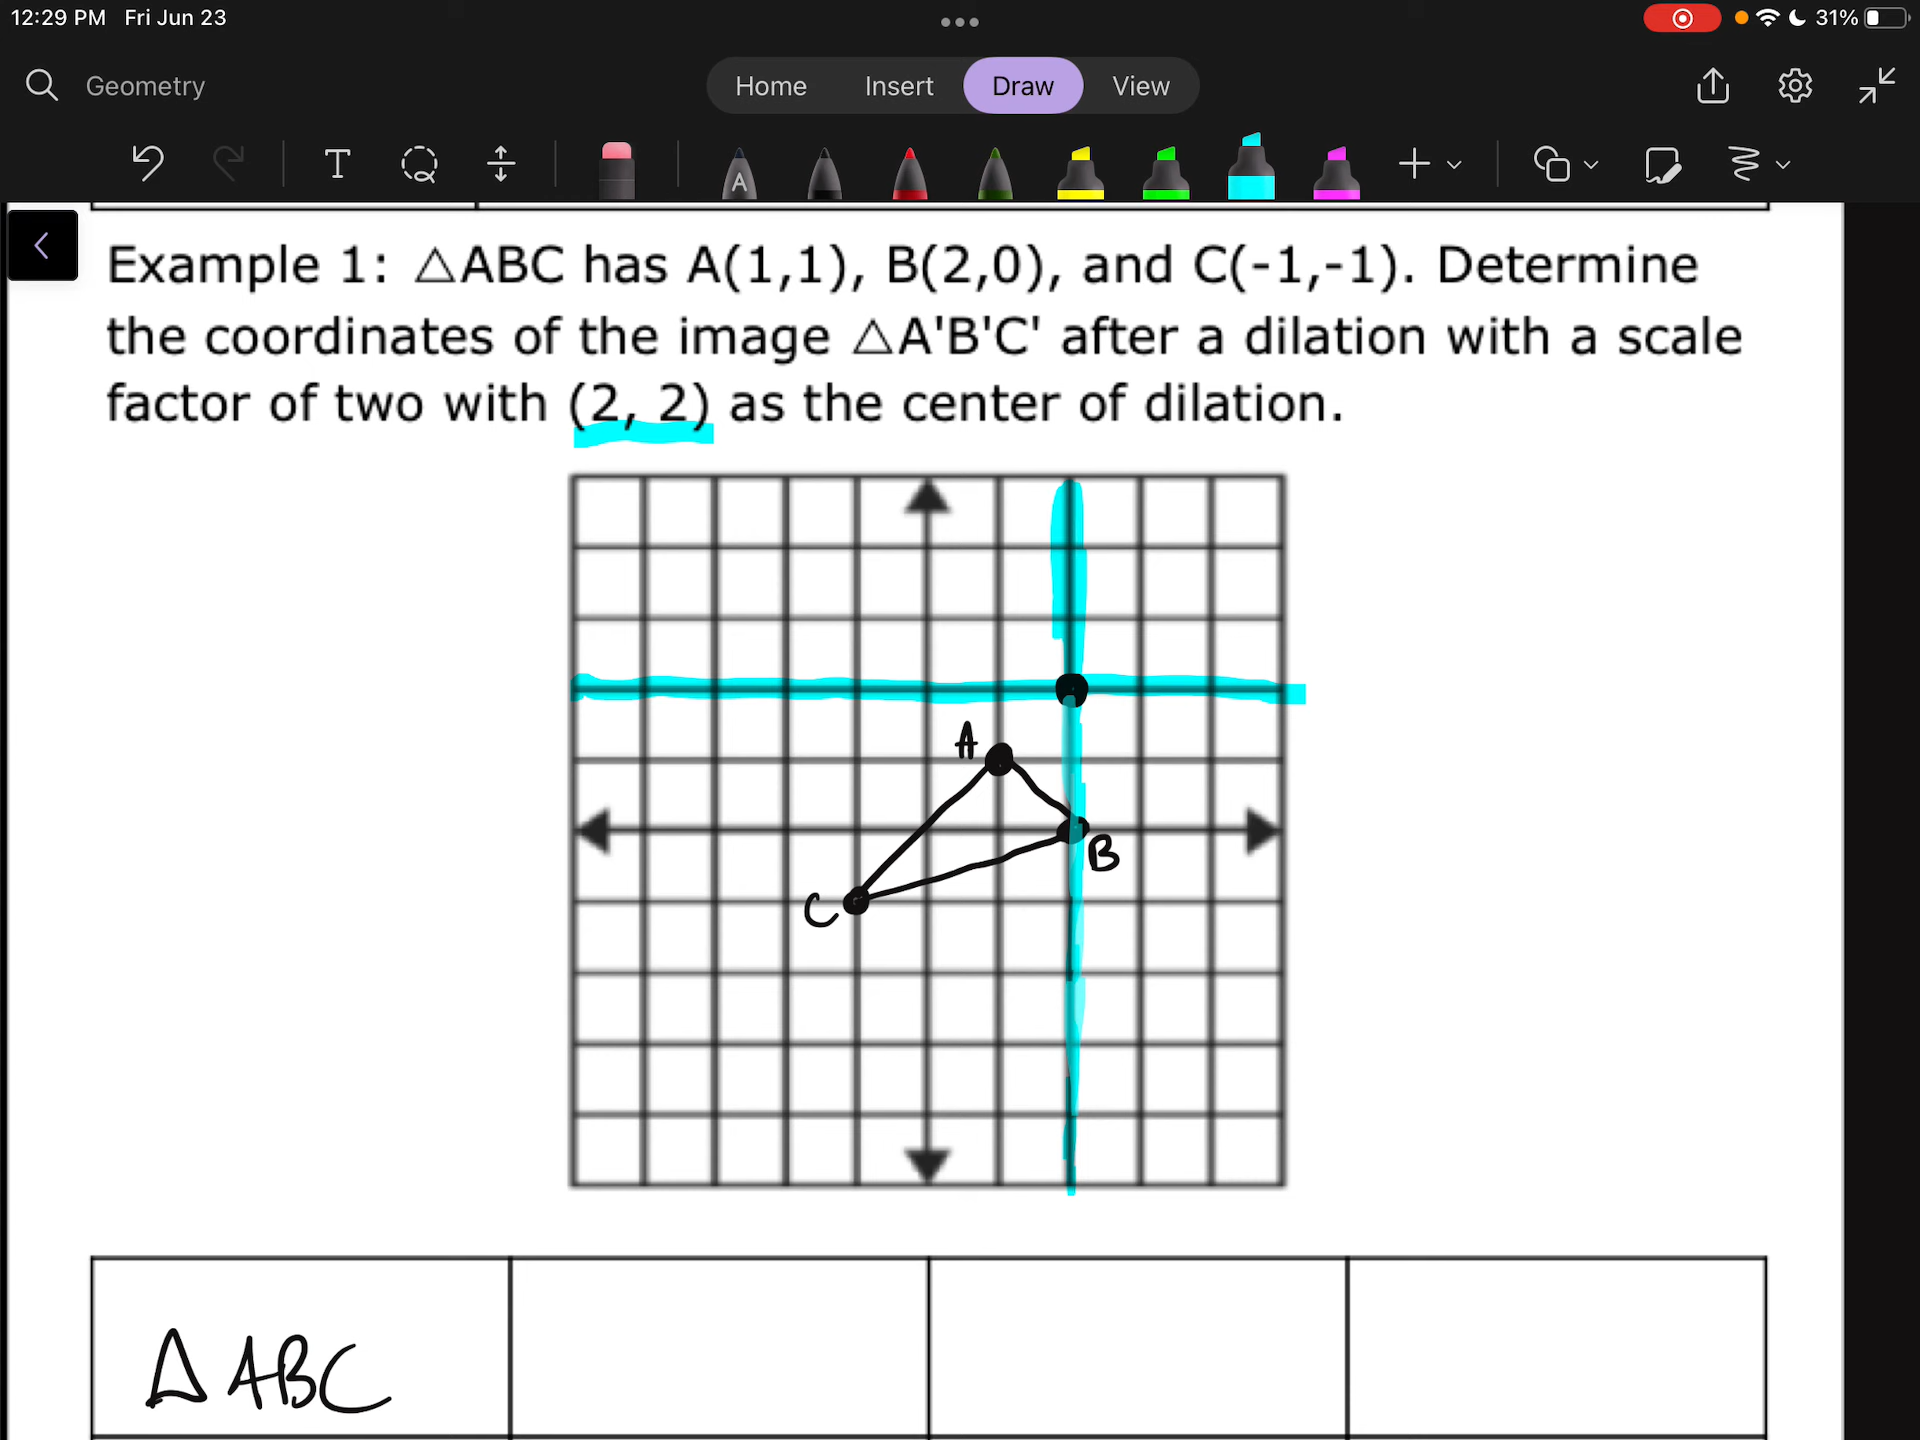 12:29 PM Fri Jun 23
31%
Geometry
Home Insert Draw View
T
A
Example 1: △ABC has A(1,1), B(2,0), and C(-1,-1). Determine
the coordinates of the image △A'B'C' after a dilation with a scale
factor of two with (2, 2) as the center of dilation.
A
B
C
△ ABC